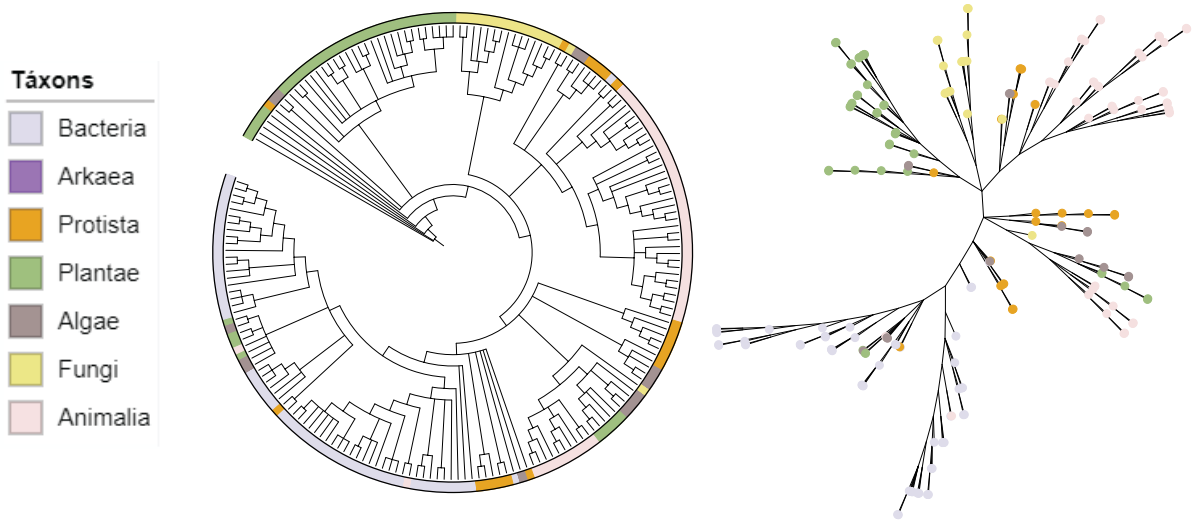 Táxons
Bacteria
Arkaea
Protista
Plantae
Algae
Fungi
Animalia